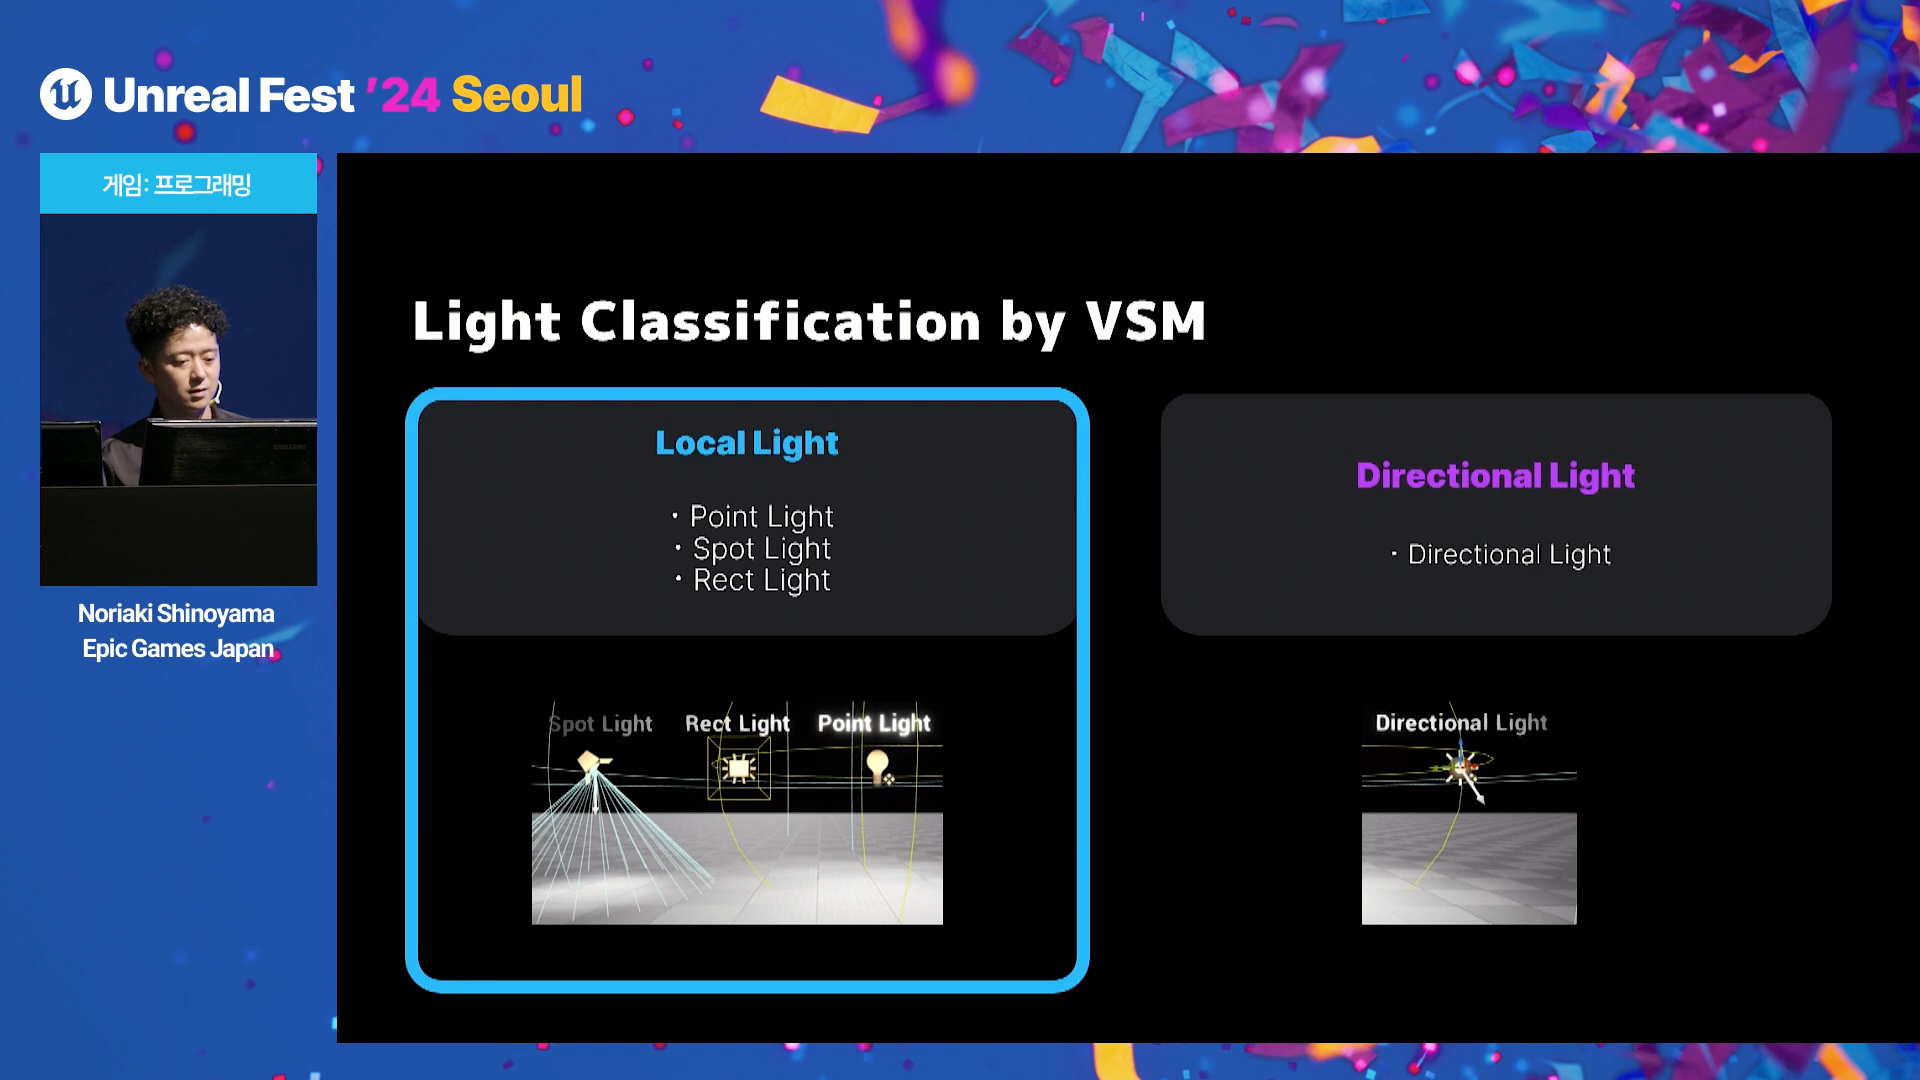 Unreal Fest '24 Seoul
게임: 프로그래밍
SAMSUNG
Noriaki Shinoyama
Epic Games Japan
Light Classification by VSM
Local Light
・Point Light
・Spot Light
・Rect Light
Directional Light
・Directional Light
Spot Light
Rect Light
Point Light
Directional Light